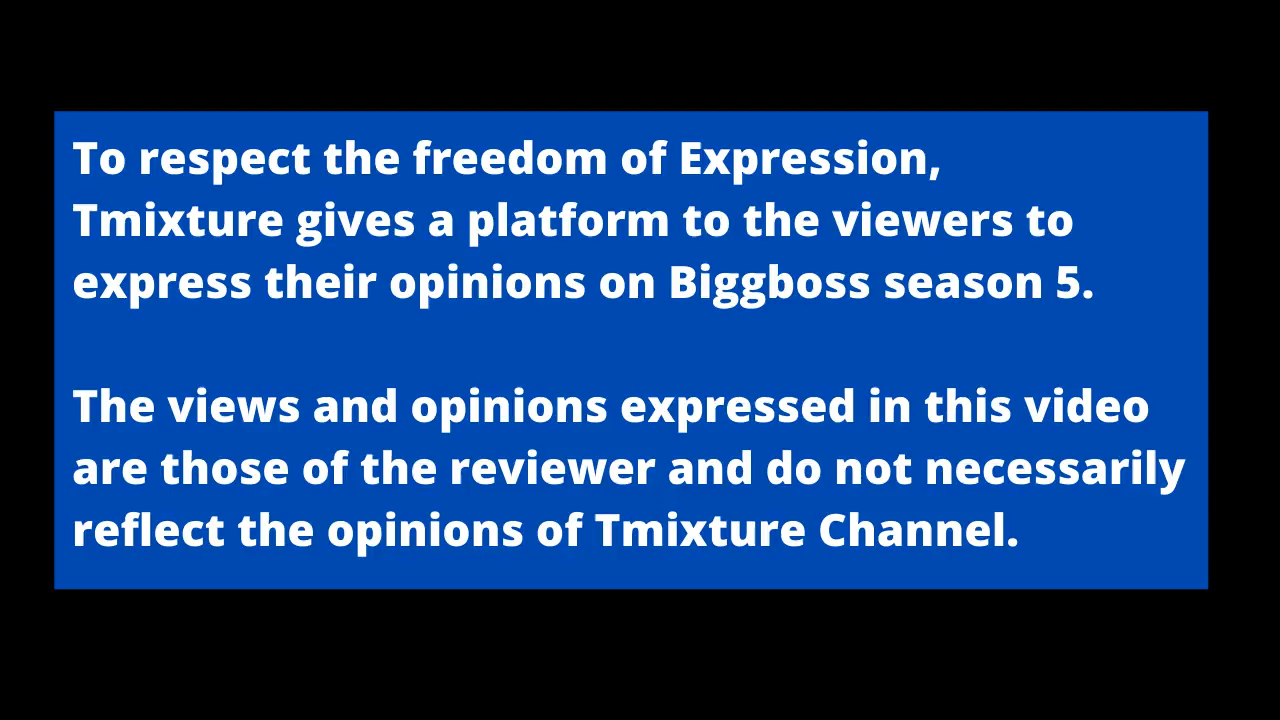 To respect the freedom of Expression,
Tmixture gives a platform to the viewers to
express their opinions on Biggboss season 5.
The views and opinions expressed in this video
are those of the reviewer and do not necessarily
reflect the opinions of Tmixture Channel.